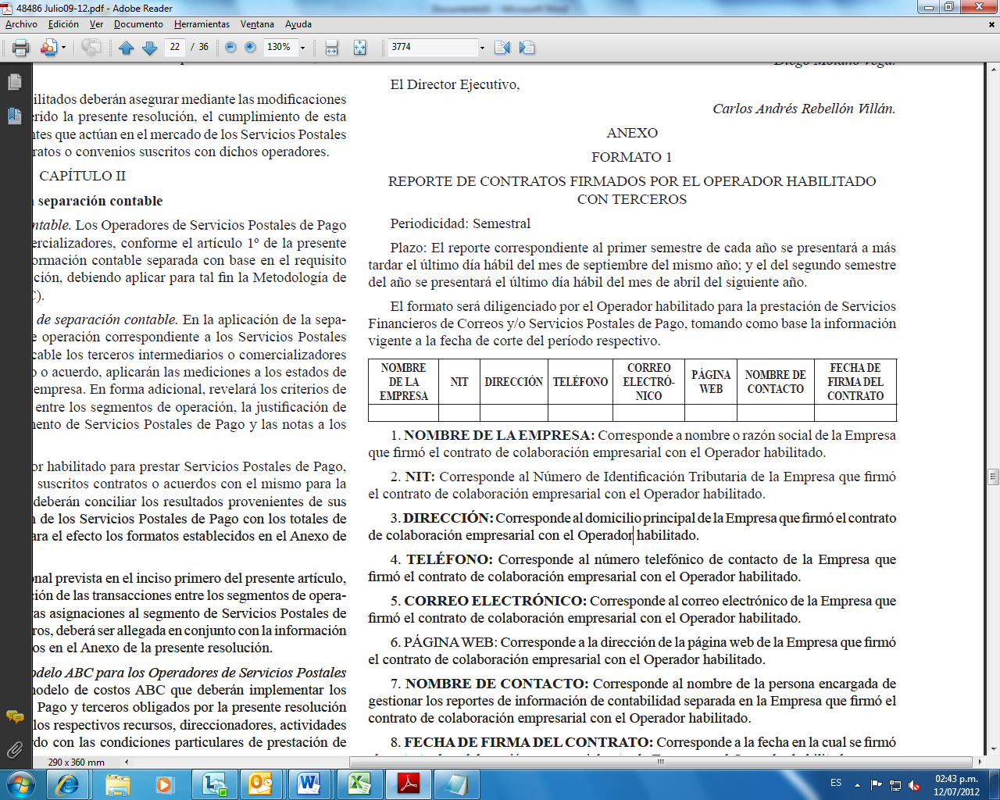 48486 Julio09-12.pdf - Adobe Reader
Archivo Edición Ver Documento Herramientas Ventana Ayuda
22 / 36 130% 3774
ilitados deberán asegurar mediante las modificaciones
erido la presente resolución, el cumplimiento de esta
ntes que actúan en el mercado de los Servicios Postales
ratos o convenios suscritos con dichos operadores.
CAPÍTULO II
separación contable
ntable. Los Operadores de Servicios Postales de Pago
ercializadores, conforme el artículo 1º de la presente
ormación contable separada con base en el requisito
ción, debiendo aplicar para tal fin la Metodología de
C).
de separación contable. En la aplicación de la sepa-
e operación correspondiente a los Servicios Postales
cable los terceros intermediarios o comercializadores
o o acuerdo, aplicarán las mediciones a los estados de
empresa. En forma adicional, revelará los criterios de
entre los segmentos de operación, la justificación de
nento de Servicios Postales de Pago y las notas a los
or habilitado para prestar Servicios Postales de Pago,
suscritos contratos o acuerdos con el mismo para la
deberán conciliar los resultados provenientes de sus
n de los Servicios Postales de Pago con los totales de
ara el efecto los formatos establecidos en el Anexo de
onal prevista en el inciso primero del presente artículo,
ción de las transacciones entre los segmentos de opera-
vas asignaciones al segmento de Servicios Postales de
ros, deberá ser allegada en conjunto con la información
os en el Anexo de la presente resolución.
odelo ABC para los Operadores de Servicios Postales
modelo de costos ABC que deberán implementar los
Pago y terceros obligados por la presente resolución
los respectivos recursos, direccionadores, actividades
rdo con las condiciones particulares de prestación de
Diego Molano Vega.
El Director Ejecutivo,
Carlos Andrés Rebellón Villán.
ANEXO
FORMATO 1
REPORTE DE CONTRATOS FIRMADOS POR EL OPERADOR HABILITADO
CON TERCEROS
Periodicidad: Semestral
Plazo: El reporte correspondiente al primer semestre de cada año se presentará a más
tardar el último día hábil del mes de septiembre del mismo año; y el del segundo semestre
del año se presentará el último día hábil del mes de abril del siguiente año.
El formato será diligenciado por el Operador habilitado para la prestación de Servicios
Financieros de Correos y/o Servicios Postales de Pago, tomando como base la información
vigente a la fecha de corte del período respectivo.
NOMBRE DE LA EMPRESA NIT DIRECCIÓN TELÉFONO CORREO ELECTRÓ-NICO PÁGINA WEB NOMBRE DE CONTACTO FECHA DE FIRMA DEL CONTRATO
1. NOMBRE DE LA EMPRESA: Corresponde a nombre o razón social de la Empresa
que firmó el contrato de colaboración empresarial con el Operador habilitado.
2. NIT: Corresponde al Número de Identificación Tributaria de la Empresa que firmó
el contrato de colaboración empresarial con el Operador habilitado.
3. DIRECCIÓN: Corresponde al domicilio principal de la Empresa que firmó el contrato
de colaboración empresarial con el Operador habilitado.
4. TELÉFONO: Corresponde al número telefónico de contacto de la Empresa que
firmó el contrato de colaboración empresarial con el Operador habilitado.
5. CORREO ELECTRÓNICO: Corresponde al correo electrónico de la Empresa que
firmó el contrato de colaboración empresarial con el Operador habilitado.
6. PÁGINA WEB: Corresponde a la dirección de la página web de la Empresa que firmó
el contrato de colaboración empresarial con el Operador habilitado.
7. NOMBRE DE CONTACTO: Corresponde al nombre de la persona encargada de
gestionar los reportes de información de contabilidad separada en la Empresa que firmó el
contrato de colaboración empresarial con el Operador habilitado.
8. FECHA DE FIRMA DEL CONTRATO: Corresponde a la fecha en la cual se firmó
290 x 360 mm
ES 02:43 p.m.
12/07/2012